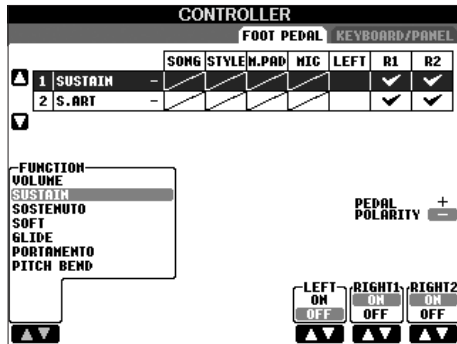 CONTROLLER
FOOT PEDAL KEYBOARD/PANEL
SONG STYLE M.PAD MIC LEFT R1 R2
1 SUSTAIN -
2 S.ART -
FUNCTION
VOLUME
SUSTAIN
SOSTENUTO
SOFT
GLIDE
PORTAMENTO
PITCH BEND
PEDAL +
POLARITY -
LEFT RIGHT1 RIGHT2
ON ON ON
OFF OFF OFF